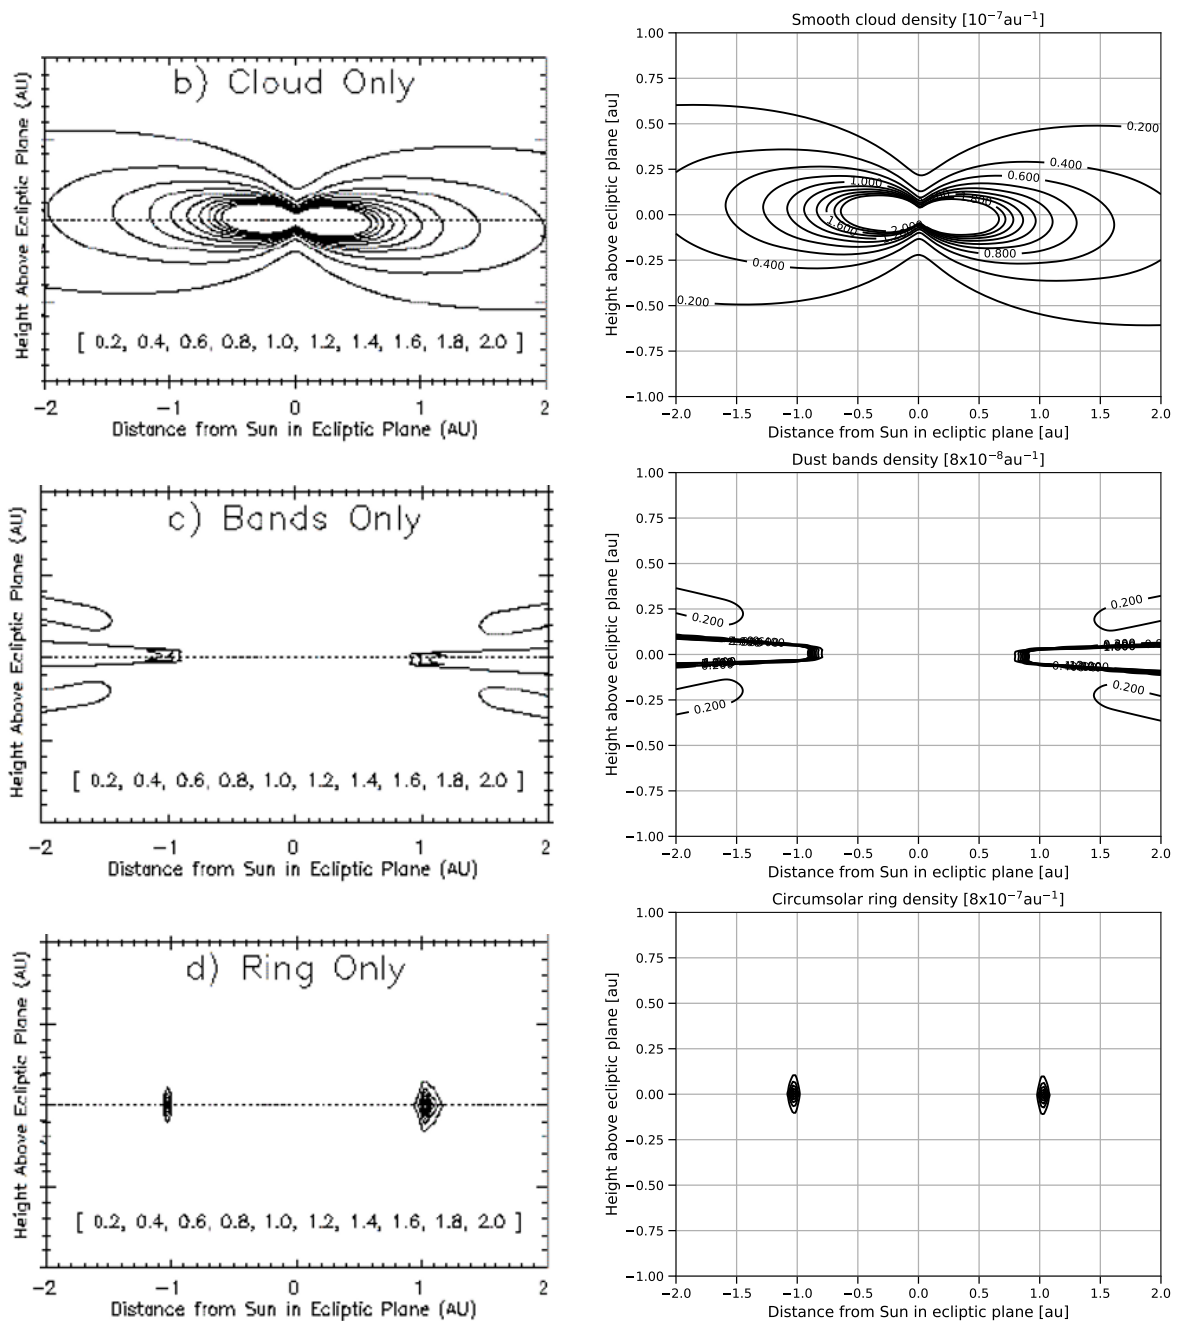 b) Cloud Only
Height Above Ecliptic Plane (AU)
[ 0.2, 0.4, 0.6, 0.8, 1.0, 1.2, 1.4, 1.6, 1.8, 2.0 ]
−2 −1 0 1 2
Distance from Sun in Ecliptic Plane (AU)
Smooth cloud density [10⁻⁷au⁻¹]
Height above ecliptic plane [au]
1.00
0.75
0.50
0.25
0.00
−0.25
−0.50
−0.75
−1.00
0.200
0.400
0.600
1.000
0.800
0.400
0.200
−2.0 −1.5 −1.0 −0.5 0.0 0.5 1.0 1.5 2.0
Distance from Sun in ecliptic plane [au]
c) Bands Only
Height Above Ecliptic Plane (AU)
[ 0.2, 0.4, 0.6, 0.8, 1.0, 1.2, 1.4, 1.6, 1.8, 2.0 ]
−2 −1 0 1 2
Distance from Sun in Ecliptic Plane (AU)
Dust bands density [8x10⁻⁸au⁻¹]
Height above ecliptic plane [au]
1.00
0.75
0.50
0.25
0.00
−0.25
−0.50
−0.75
−1.00
0.200
0.200
0.200
0.200
−2.0 −1.5 −1.0 −0.5 0.0 0.5 1.0 1.5 2.0
Distance from Sun in ecliptic plane [au]
d) Ring Only
Height Above Ecliptic Plane (AU)
[ 0.2, 0.4, 0.6, 0.8, 1.0, 1.2, 1.4, 1.6, 1.8, 2.0 ]
−2 −1 0 1 2
Distance from Sun in Ecliptic Plane (AU)
Circumsolar ring density [8x10⁻⁷au⁻¹]
Height above ecliptic plane [au]
1.00
0.75
0.50
0.25
0.00
−0.25
−0.50
−0.75
−1.00
−2.0 −1.5 −1.0 −0.5 0.0 0.5 1.0 1.5 2.0
Distance from Sun in ecliptic plane [au]